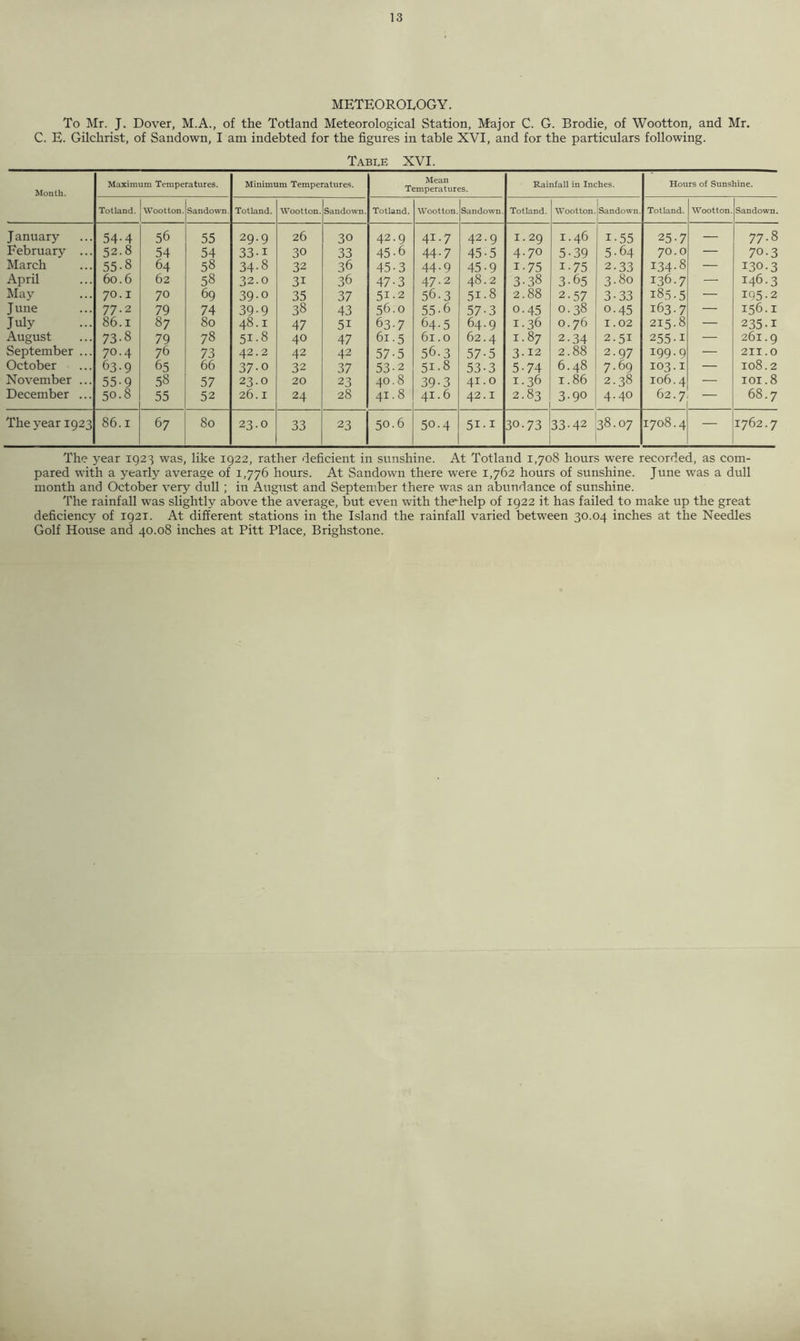 13
METEOROLOGY.
To Mr. J. Dover, M.A., of the Totland Meteorological Station, Major C. G. Brodie, of Wootton, and Mr.
C. E. Gilchrist, of Sandown, I am indebted for the figures in table XVI, and for the particulars following.
Table XVI.
Month. Maximum Temperatures. Minimum Temperatures. Mean Temperatures. Rainfall in Inches. Hours of Sunshine.
Totland. Wootton. Sandown. Totland. Wootton. Sandown. Totland. Wootton. Sandown. Totland. Wootton. Sandown. Totland. Wootton. Sandown.
January ... 54.4 56 55 29.9 26 30 42.9 41.7 42.9 1.29 1.46 1.55 25.7 — 77.8
February ... 52.8 54 54 33.1 30 33 45.6 44.7 45.5 4.70 5.39 5.64 70.0 — 70.3
March ... 55.8 64 58 34.8 32 36 45.3 44.9 45.9 1.75 1.75 2.33 134.8 — 130.3
April ... 60.6 62 58 32.0 31 36 47.3 47.2 48.2 3.38 3.65 3.80 136.7 — 146.3
May ... 70.1 70 69 39.0 35 37 51.2 56.3 51.8 2.88 2.57 3.33 185.5 — 195.2
June ... 77.2 79 74 39.9 38 43 56.0 55.6 57.3 0.45 0.38 0.45 163.7 — 156.1
July ... 86.1 87 80 48.1 47 51 63.7 64.5 64.9 1.36 0.76 1.02 215.8 — 235.1
August ... 73.8 79 78 51.8 40 47 61.5 61.0 62.4 1.87 2.34 2.51 255.1 — 261.9
September ... 70.4 76 73 42.2 42 42 57.5 56.3 57.5 3.12 2.88 2.97 199.9 — 211.0
October ... 63.9 65 66 37.0 32 37 53.2 51.8 53.3 5.74 6.48 7.69 103.1 — 108.2
November ... 55.9 58 57 23.0 20 23 40.8 39.3 41.0 1.36 1.86 2.38 106.4 — 101.8
December ... 50.8 55 52 26.1 24 28 41.8 41.6 42.1 2.83 3.90 4.40 62.7 — 68.7
The year 1923 86.1 67 80 23.0 33 23 50.6 50.4 51.1 30.73 33.42 38.07 1708.4 — 1762.7
The year 1923 was, like 1922, rather deficient in sunshine. At Totland 1,708 hours were recorded, as com-
pared with a yearly average of 1,776 hours. At Sandown there were 1,762 hours of sunshine. June was a dull
month and October very dull ; in August and September there was an abundance of sunshine.
The rainfall was slightly above the average, but even with the help of 1922 it has failed to make up the great
deficiency of 1921. At different stations in the Island the rainfall varied between 30.04 inches at the Needles
Golf House and 40.08 inches at Pitt Place, Brighstone.